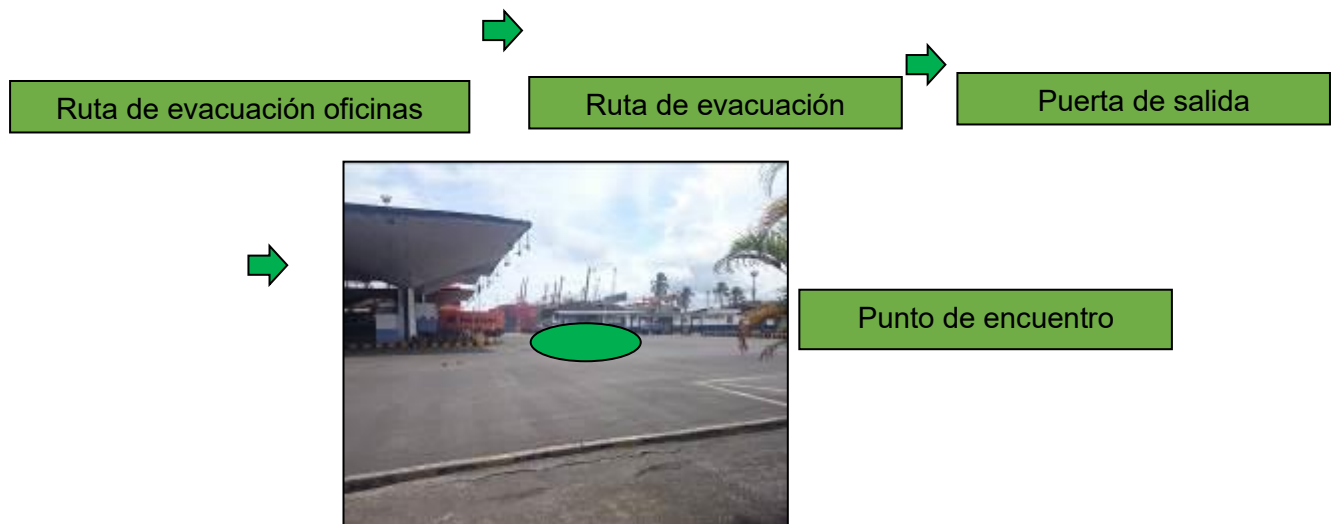 Ruta de evacuación oficinas
Ruta de evacuación
Puerta de salida
Punto de encuentro